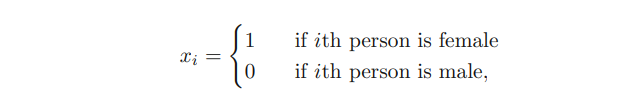 x_i = { 1 if ith person is female
0 if ith person is male,